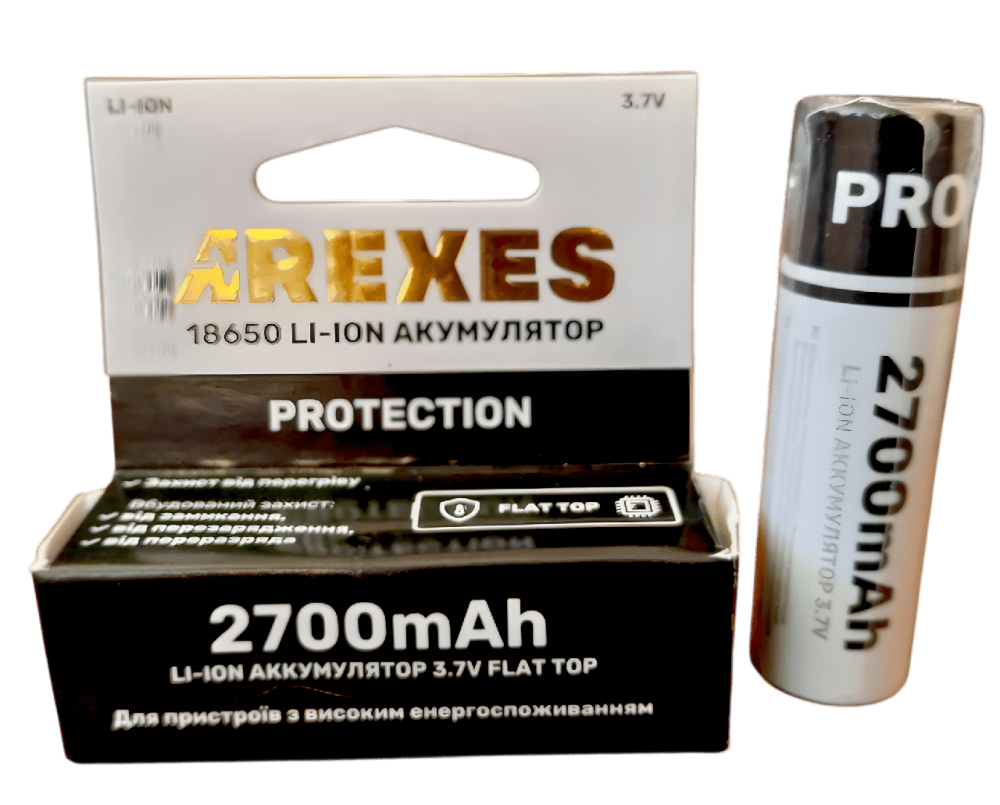 LI-ION
3.7V
AREXES
18650 LI-ION АКУМУЛЯТОР
PROTECTION
Захист від перегріву
Вбудований захист:
від замикання,
від перезарядження,
від переразряда
FLAT TOP
2700mAh
LI-ION АККУМУЛЯТОР 3.7V FLAT TOP
Для пристроїв з високим енергоспоживанням
PRO
2700mAh
Li-iON АККУМУЛЯТОР 3.7V